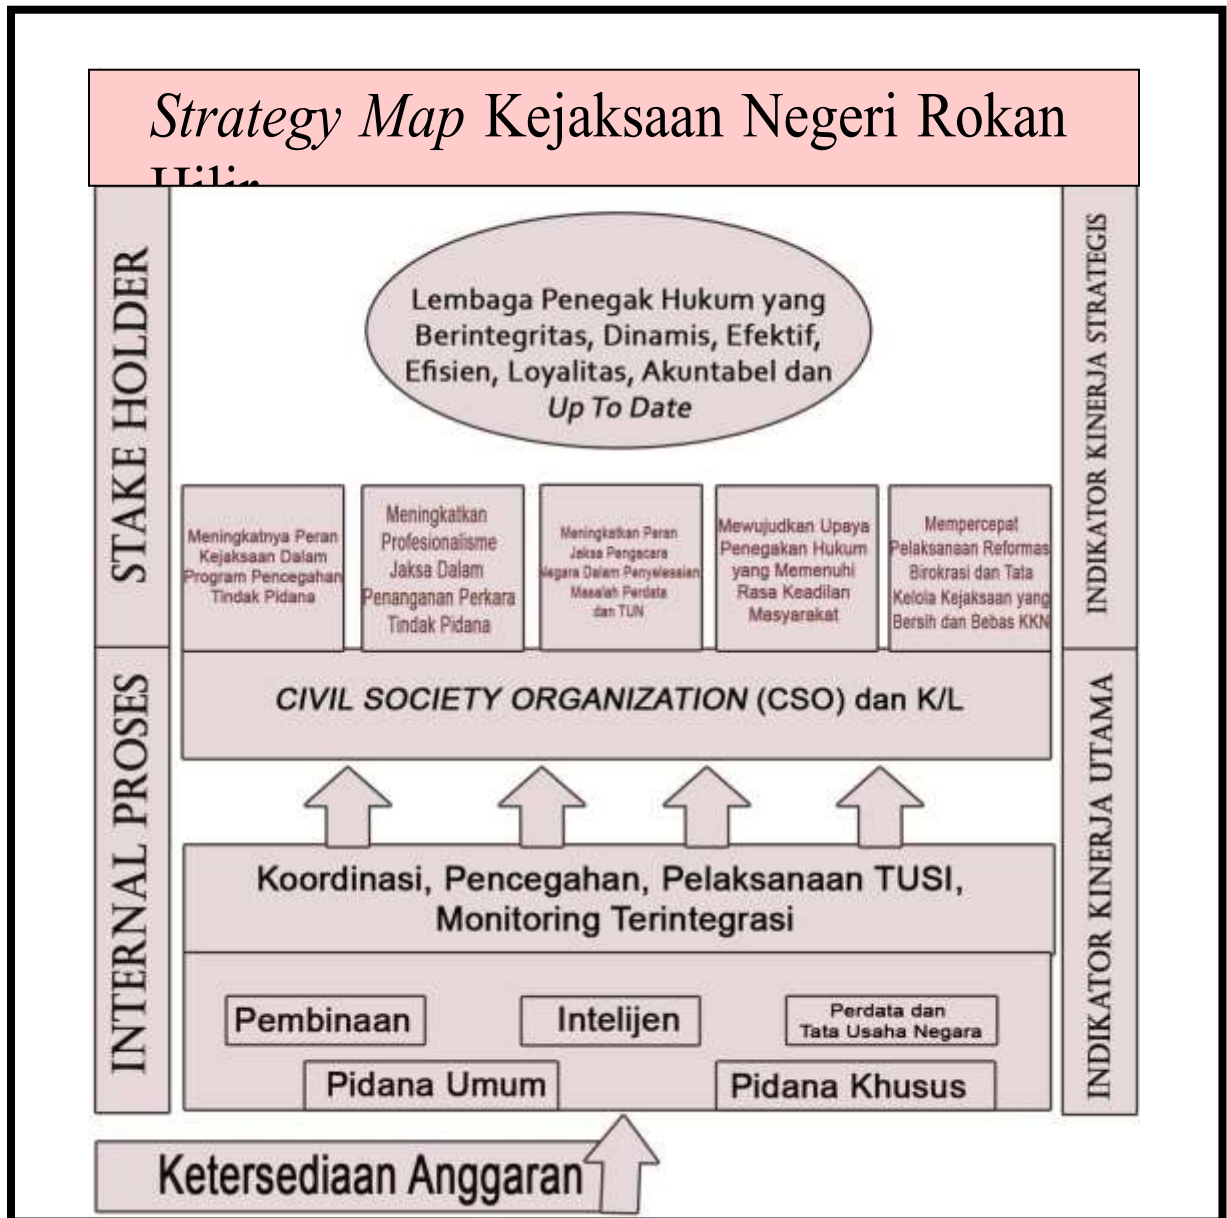 Strategy Map Kejaksaan Negeri Rokan
Hilir
STAKE HOLDER
INDIKATOR KINERJA STRATEGIS
Lembaga Penegak Hukum yang
Berintegritas, Dinamis, Efektif,
Efisien, Loyalitas, Akuntabel dan
Up To Date
Meningkatnya Peran
Kejaksaan Dalam
Program Pencegahan
Tindak Pidana
Meningkatkan
Profesionalisme
Jaksa Dalam
Penanganan Perkara
Tindak Pidana
Meningkatkan Peran
Jaksa Pengacara
Negara Dalam Penyelesaian
Masalah Perdata
dan TUN
Mewujudkan Upaya
Penegakan Hukum
yang Memenuhi
Rasa Keadilan
Masyarakat
Mempercepat
Pelaksanaan Reformas
Birokrasi dan Tata
Kelola Kejaksaan yang
Bersih dan Bebas KKN
INTERNAL PROSES
INDIKATOR KINERJA UTAMA
CIVIL SOCIETY ORGANIZATION (CSO) dan K/L
Koordinasi, Pencegahan, Pelaksanaan TUSI,
Monitoring Terintegrasi
Pembinaan
Intelijen
Perdata dan
Tata Usaha Negara
Pidana Umum
Pidana Khusus
Ketersediaan Anggaran